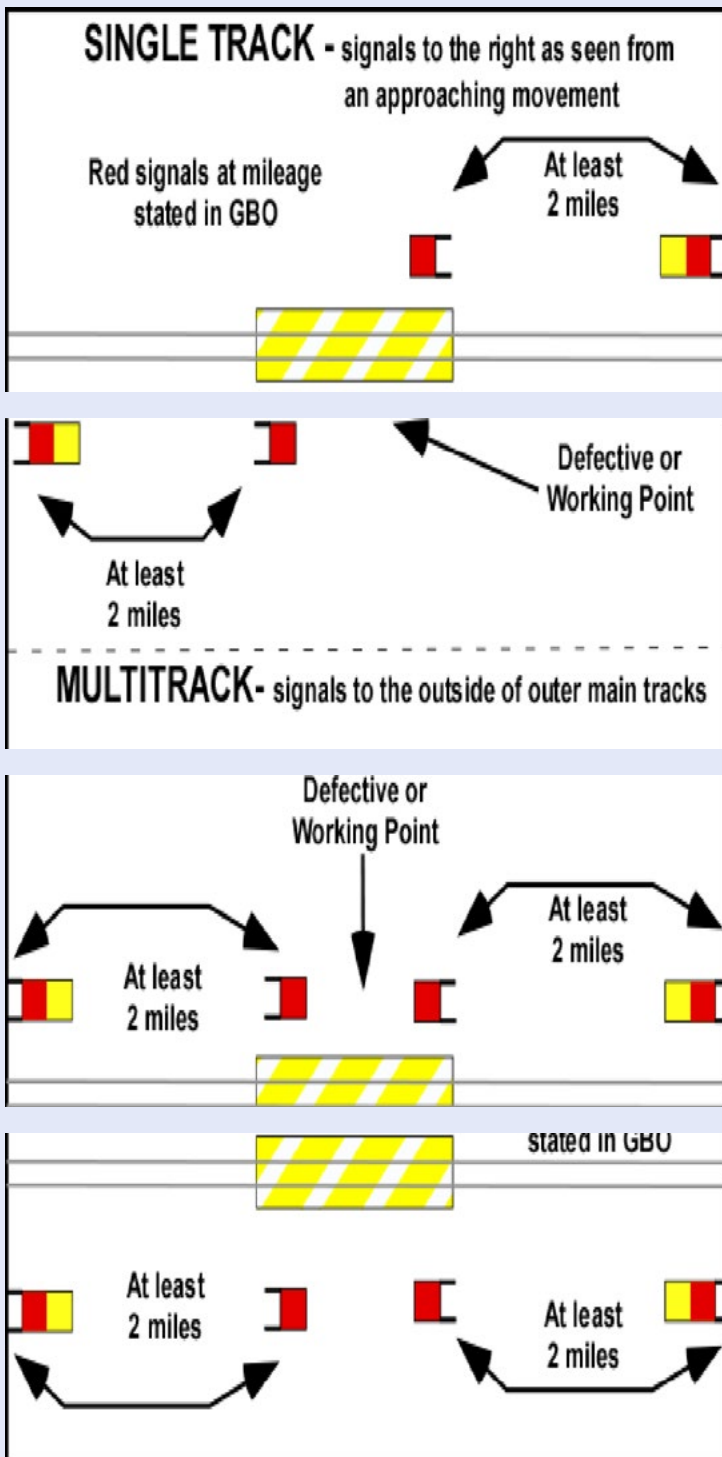 SINGLE TRACK - signals to the right as seen from
an approaching movement
Red signals at mileage
stated in GBO
At least
2 miles
Defective or
Working Point
At least
2 miles
MULTITRACK- signals to the outside of outer main tracks
Defective or
Working Point
At least
2 miles
At least
2 miles
stated in GBO
At least
2 miles
At least
2 miles